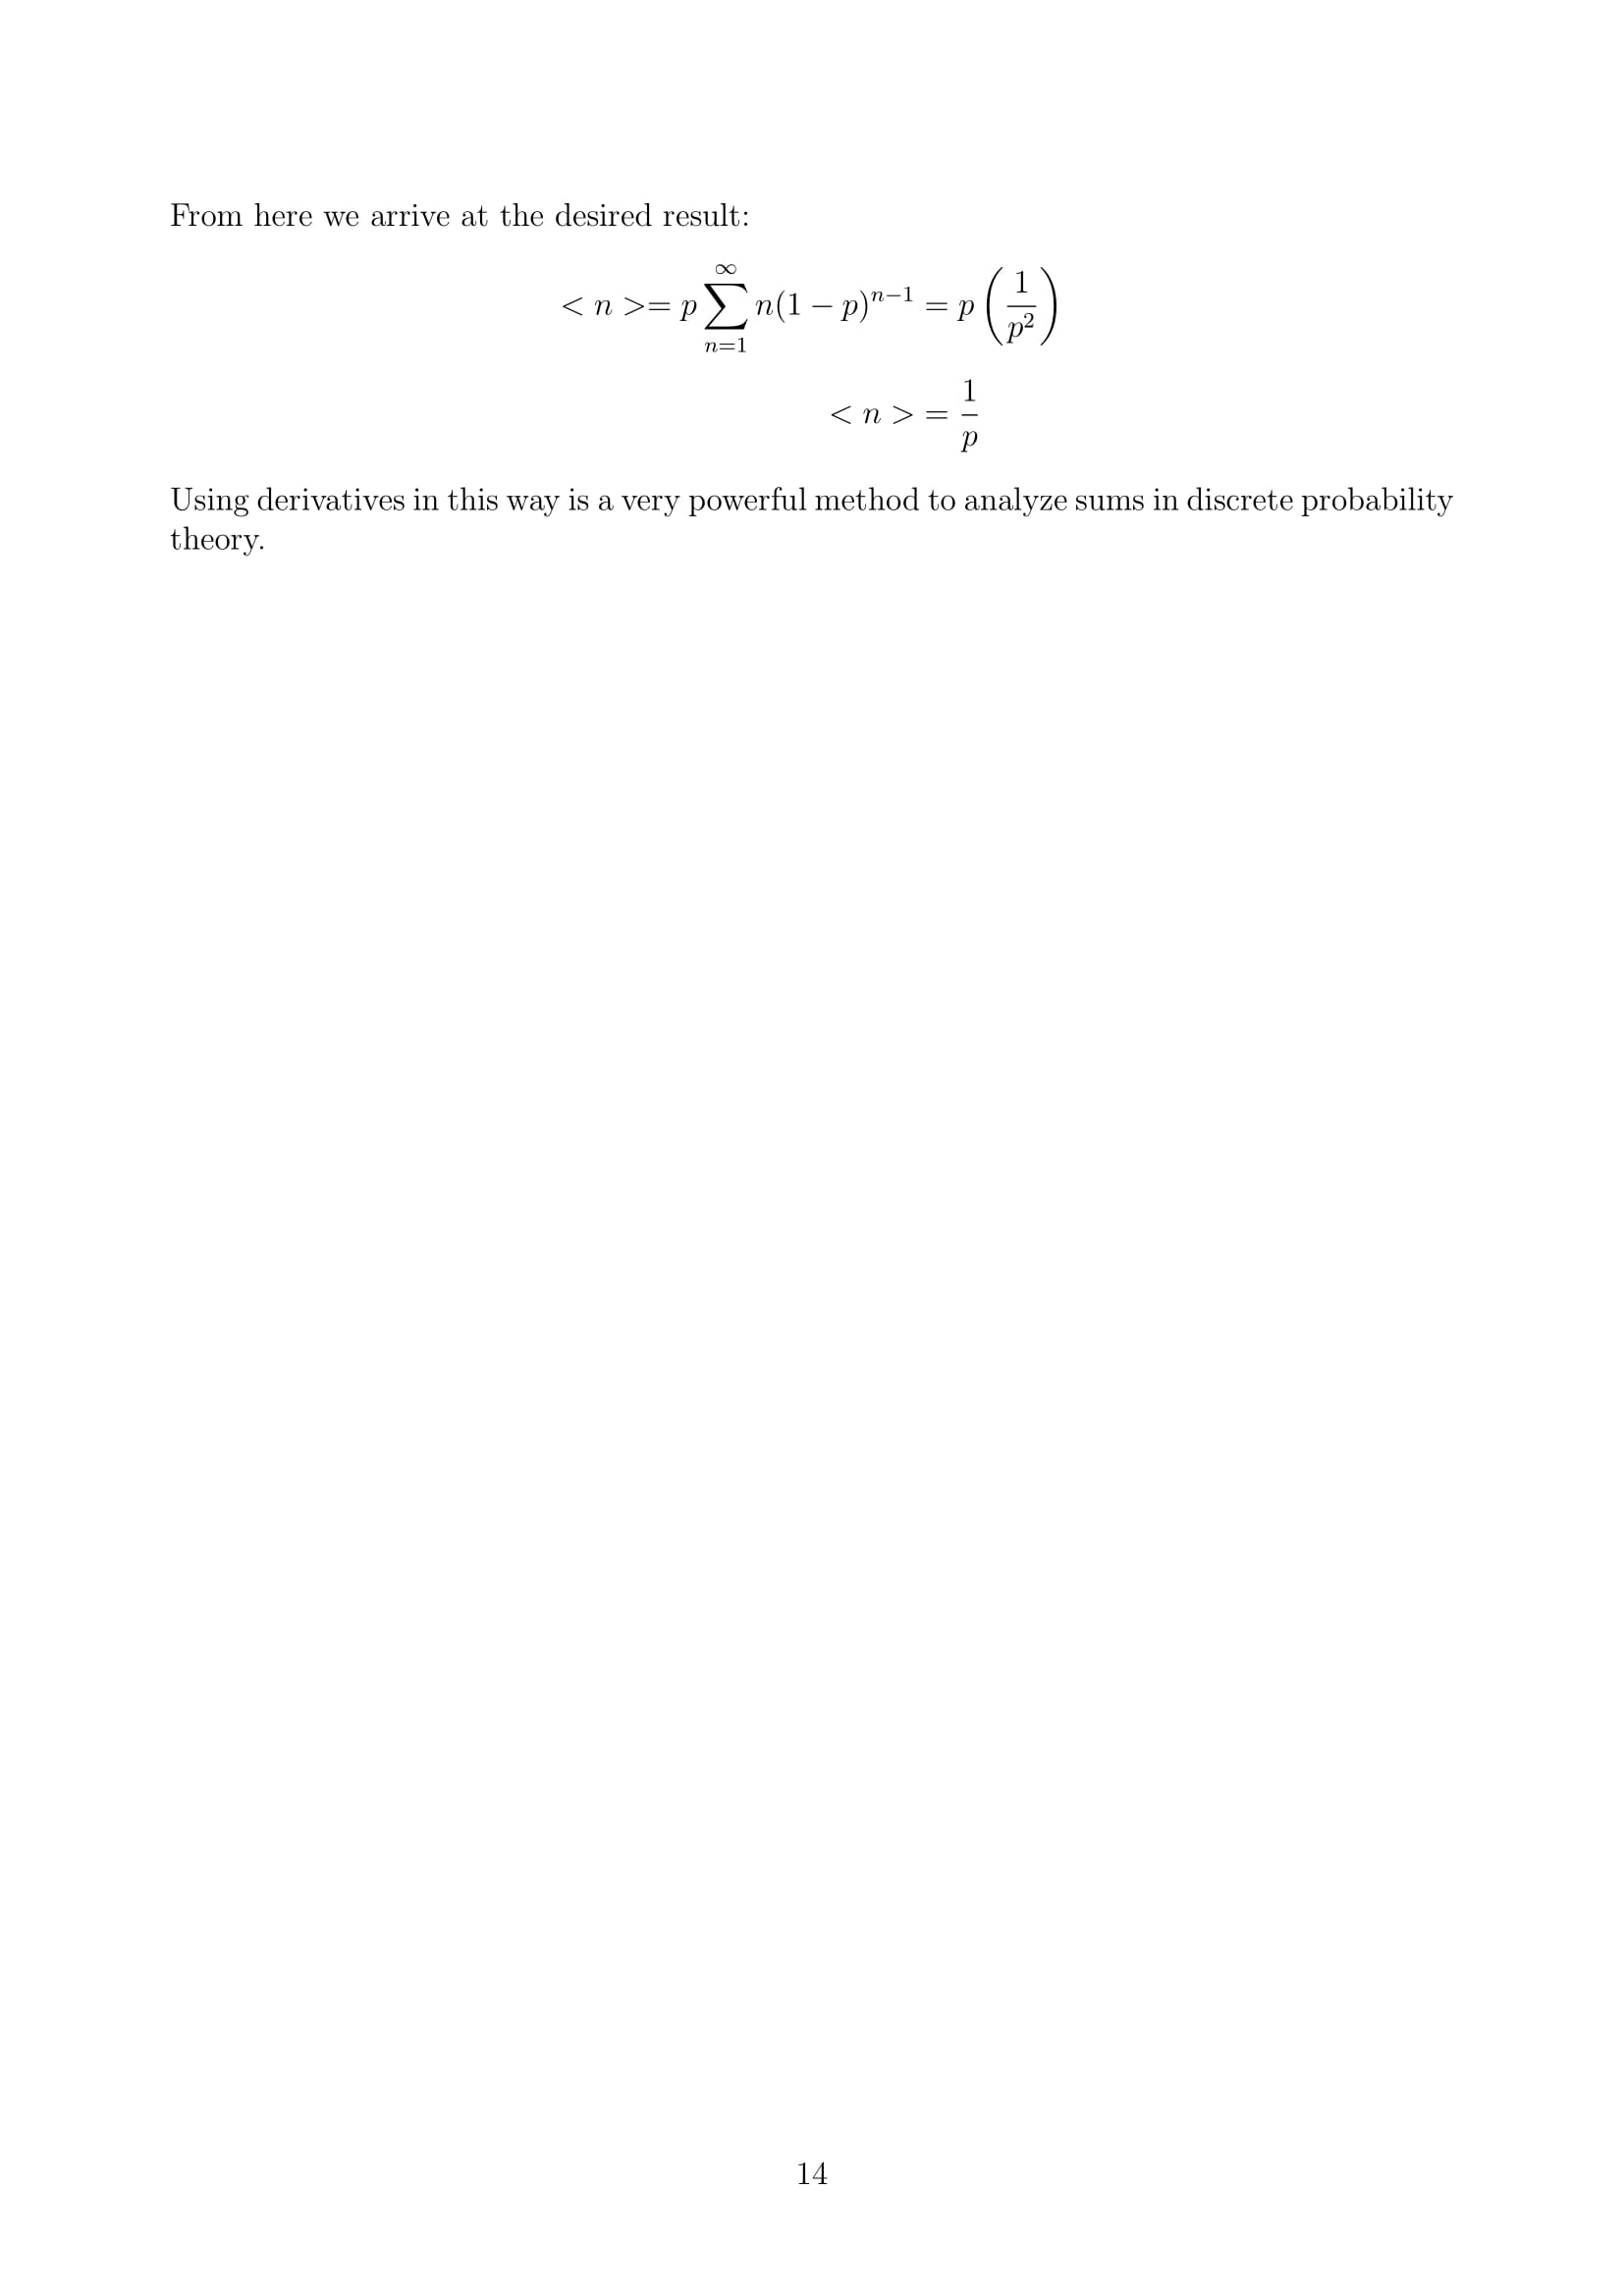 From here we arrive at the desired result:
$$< n >= p \sum_{n=1}^{\infty} n(1-p)^{n-1} = p \left( \frac{1}{p^2} \right)$$
$$< n > = \frac{1}{p}$$
Using derivatives in this way is a very powerful method to analyze sums in discrete probability
theory.
14